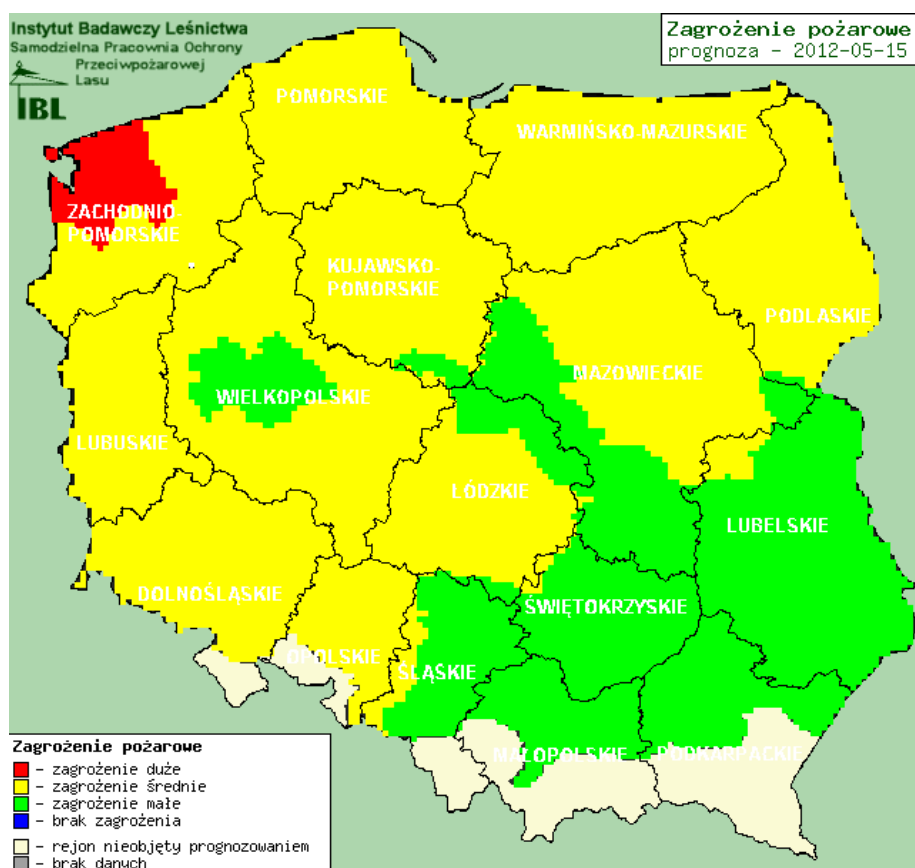 Instytut Badawczy Leśnictwa
Samodzielna Pracownia Ochrony
Przeciwpożarowej
Lasu
IBL
Zagrożenie pożarowe
prognoza - 2012-05-15
POMORSKIE
WARMIŃSKO-MAZURSKIE
ZACHODNIO-
POMORSKIE
KUJAWSKO-
POMORSKIE
PODLASKIE
MAZOWIECKIE
WIELKOPOLSKIE
LUBUSKIE
ŁÓDZKIE
LUBELSKIE
DOLNOŚLĄSKIE
ŚWIĘTOKRZYSKIE
OPOLSKIE
ŚLĄSKIE
MAŁOPOLSKIE
PODKARPACKIE
Zagrożenie pożarowe
- zagrożenie duże
- zagrożenie średnie
- zagrożenie małe
- brak zagrożenia
- rejon nieobjęty prognozowaniem
- brak danych